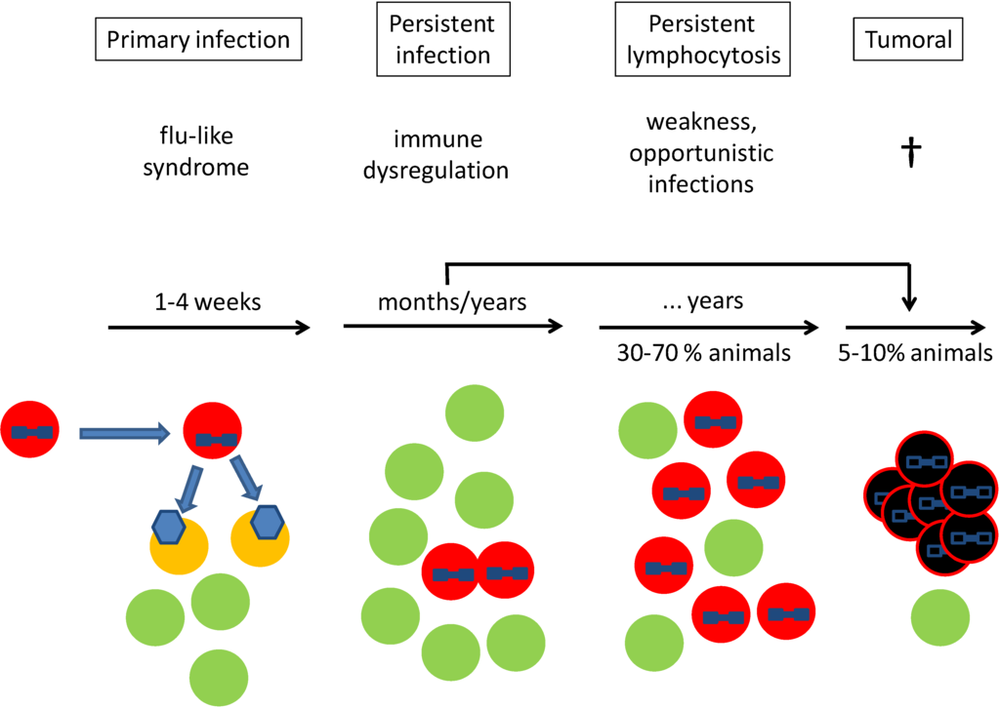 Primary infection
Persistent
infection
Persistent
lymphocytosis
Tumoral
flu-like
syndrome
immune
dysregulation
weakness,
opportunistic
infections
†
1-4 weeks
months/years
... years
30-70 % animals
5-10% animals